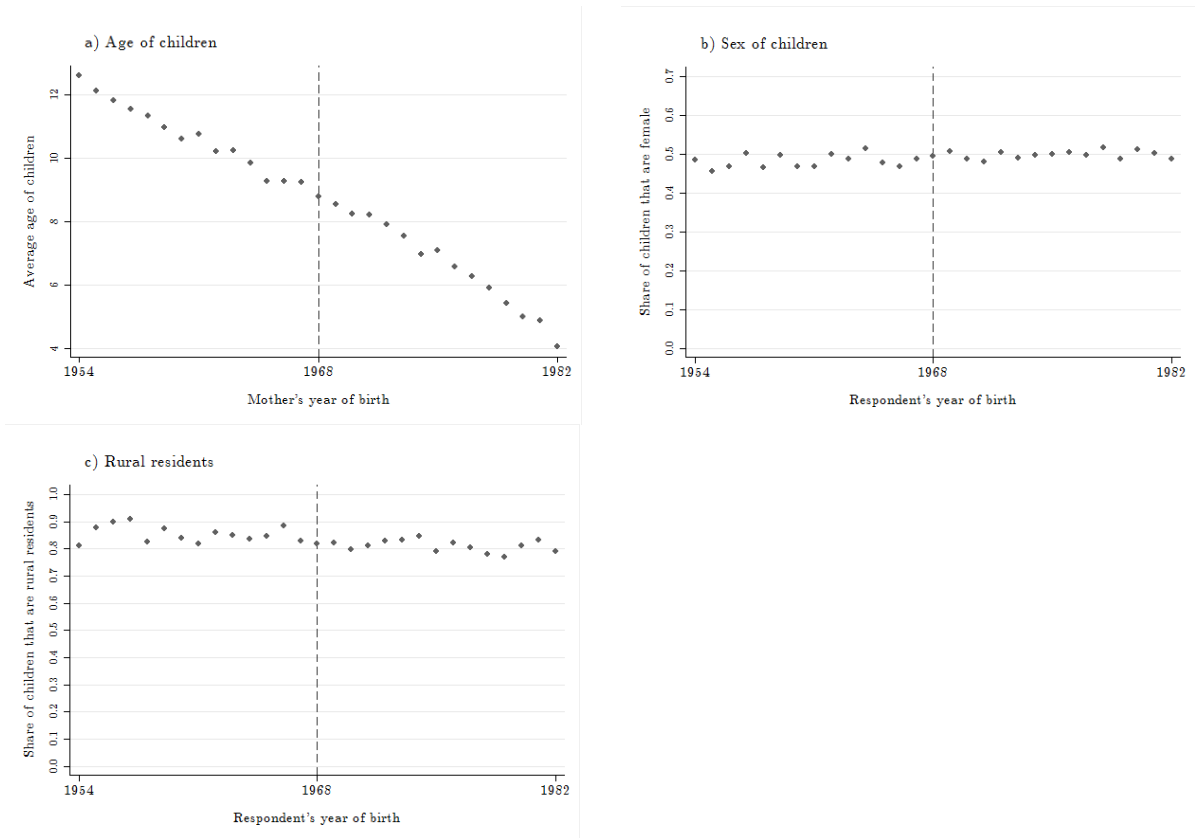 a) Age of children
Average age of children
12
10
8
6
4
1954 1968 1982
Mother's year of birth
b) Sex of children
Share of children that are female
0.7
0.6
0.5
0.4
0.3
0.2
0.1
0.0
1954 1968 1982
Respondent's year of birth
c) Rural residents
Share of children that are rural residents
1.0
0.9
0.8
0.7
0.6
0.5
0.4
0.3
0.2
0.1
0.0
1954 1968 1982
Respondent's year of birth